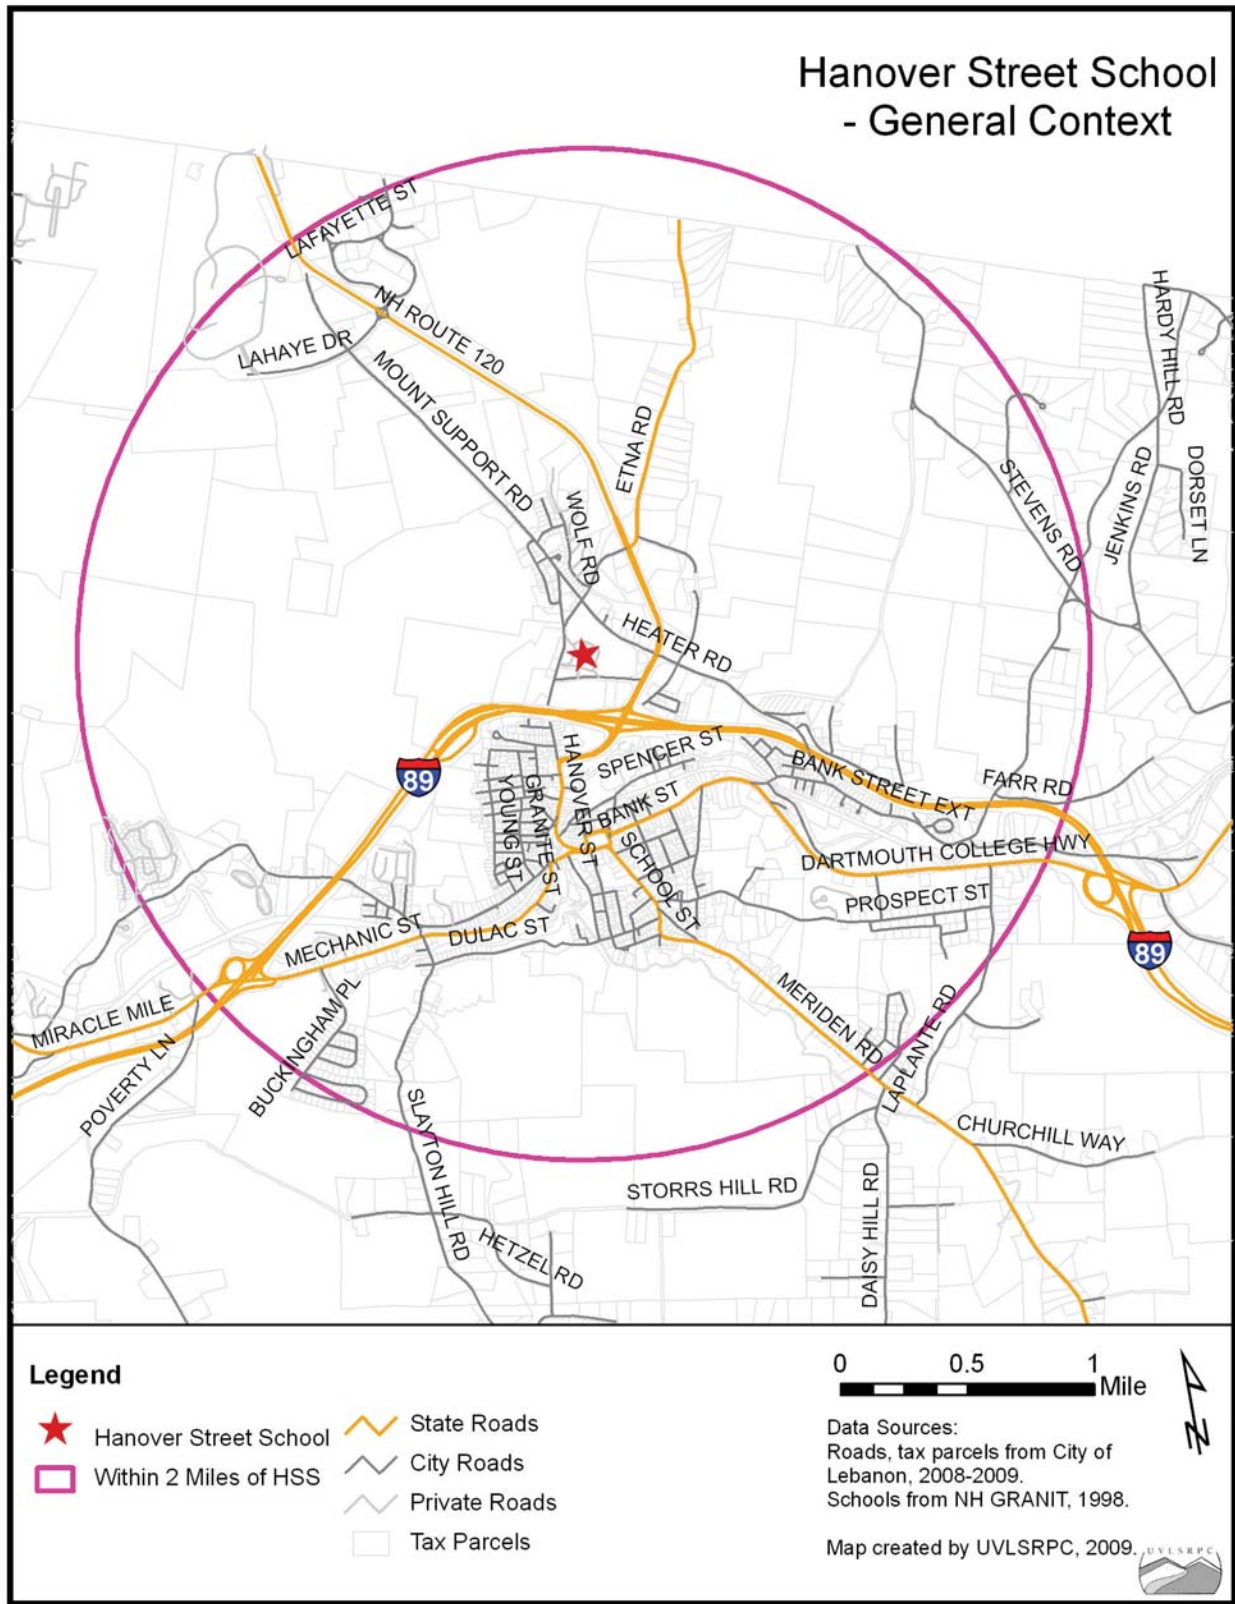 Hanover Street School
- General Context
LAFAYETTE ST
NH ROUTE 120
LAHAYE DR
MOUNT SUPPORT RD
ETNA RD
WOLF RD
HEATER RD
STEVENS RD
HARDY HILL RD
JENKINS RD
DORSET LN
89
HANOVER ST
SPENCER ST
GRANITE ST
YOUNG ST
BANK ST
SCHOOL ST
BANK STREET EXT
FARR RD
DARTMOUTH COLLEGE HWY
PROSPECT ST
89
MECHANIC ST
DULAC ST
MIRACLE MILE
POVERTY LN
BUCKINGHAM PL
MERIDEN RD
LAPLANTE RD
SLAYTON HILL RD
HETZEL RD
STORRS HILL RD
DAISY HILL RD
CHURCHILL WAY
Legend
Hanover Street School
Within 2 Miles of HSS
State Roads
City Roads
Private Roads
Tax Parcels
0 0.5 1
Mile
N
Data Sources:
Roads, tax parcels from City of
Lebanon, 2008-2009.
Schools from NH GRANIT, 1998.
Map created by UVLSRPC, 2009.
UVLSRPC